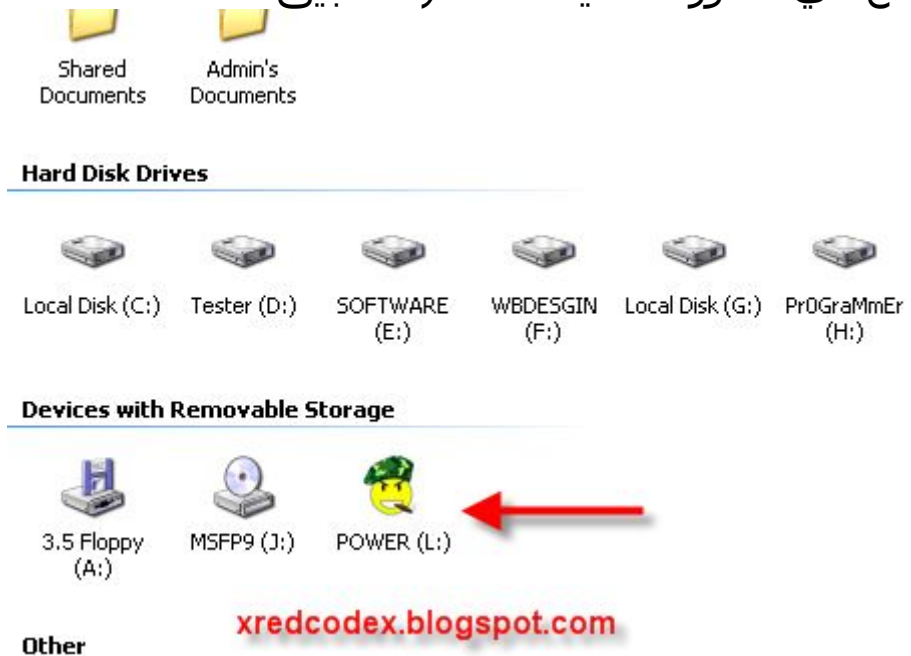 Shared Documents
Admin's Documents
Hard Disk Drives
Local Disk (C:)
Tester (D:)
SOFTWARE (E:)
WBDESGIN (F:)
Local Disk (G:)
Pr0GraMmEr (H:)
Devices with Removable Storage
3.5 Floppy (A:)
MSFP9 (J:)
POWER (L:)
xredcodex.blogspot.com
Other